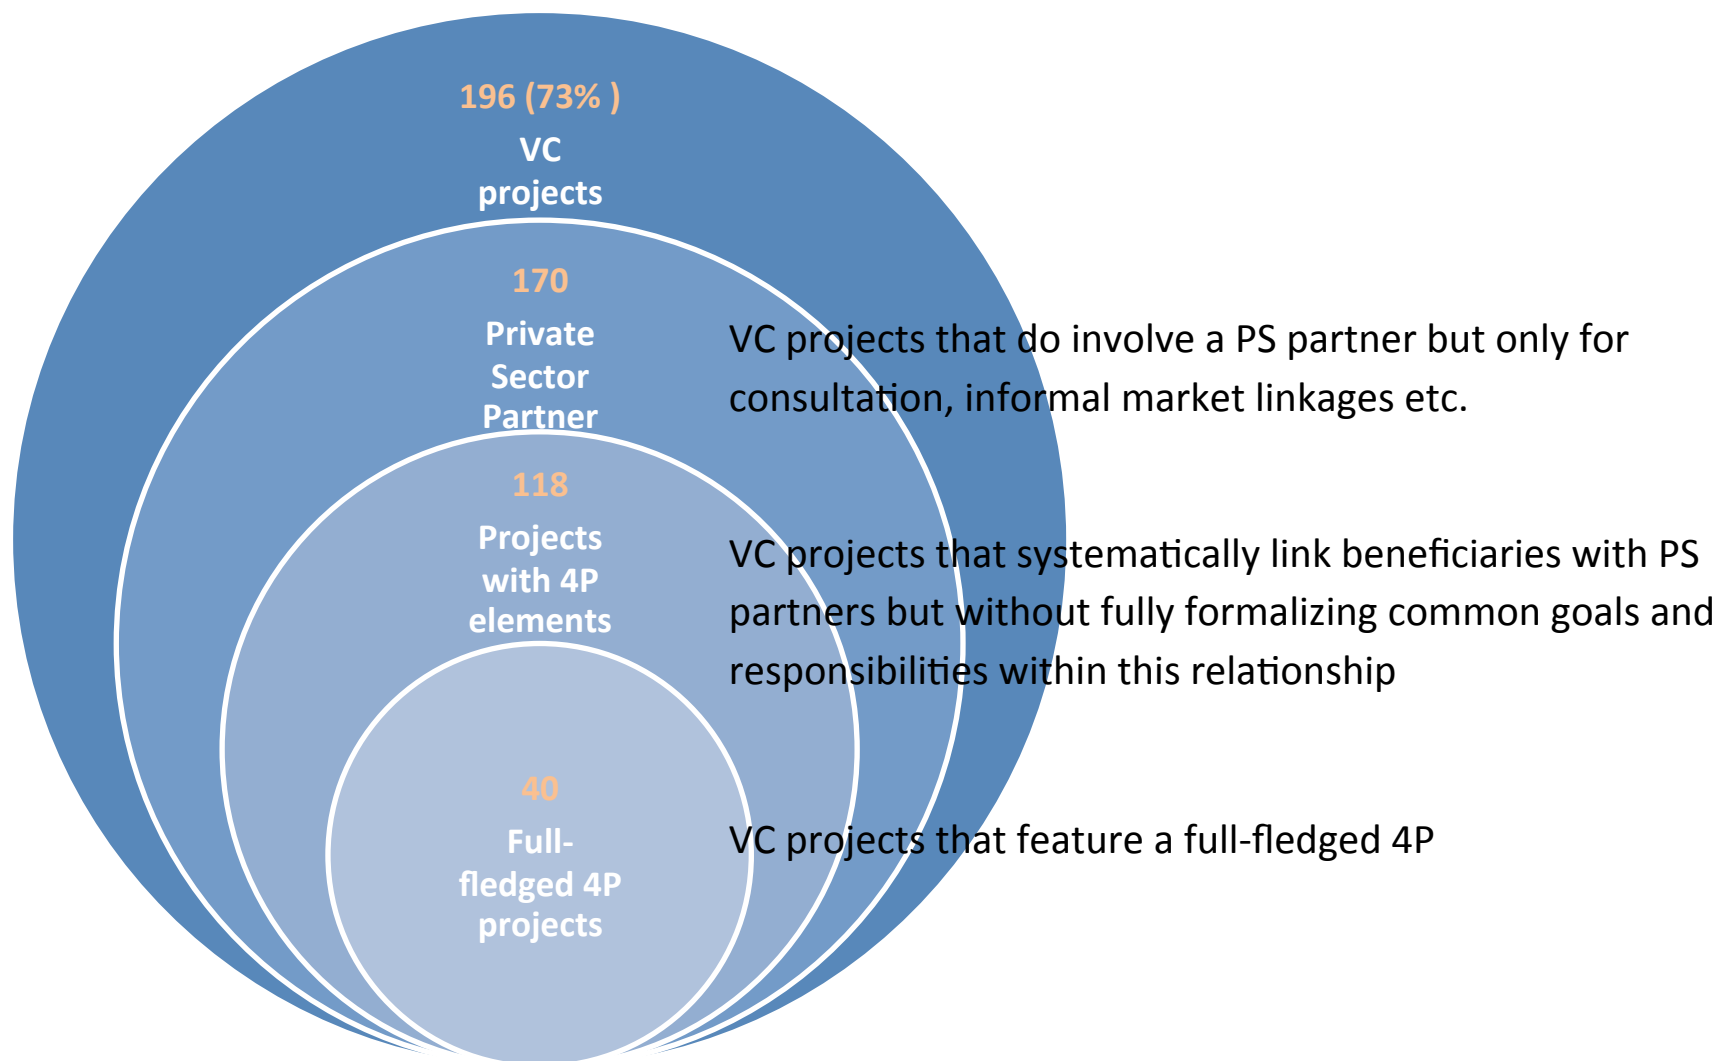 196 (73% )
VC
projects
170
Private
Sector
Partner
VC projects that do involve a PS partner but only for
consultation, informal market linkages etc.
118
Projects
with 4P
elements
VC projects that systematically link beneficiaries with PS
partners but without fully formalizing common goals and
responsibilities within this relationship
40
Full-
fledged 4P
projects
VC projects that feature a full-fledged 4P